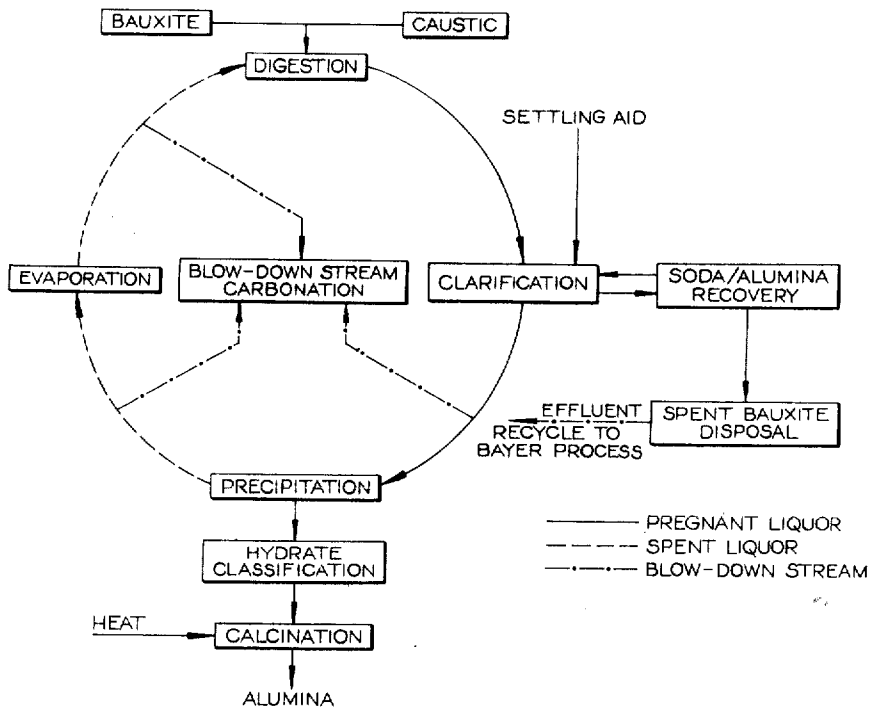 BAUXITE
CAUSTIC
DIGESTION
SETTLING AID
EVAPORATION
BLOW-DOWN STREAM
CARBONATION
CLARIFICATION
SODA/ALUMINA
RECOVERY
EFFLUENT
RECYCLE TO
BAYER PROCESS
SPENT BAUXITE
DISPOSAL
PRECIPITATION
PREGNANT LIQUOR
SPENT LIQUOR
BLOW-DOWN STREAM
HYDRATE
CLASSIFICATION
HEAT
CALCINATION
ALUMINA